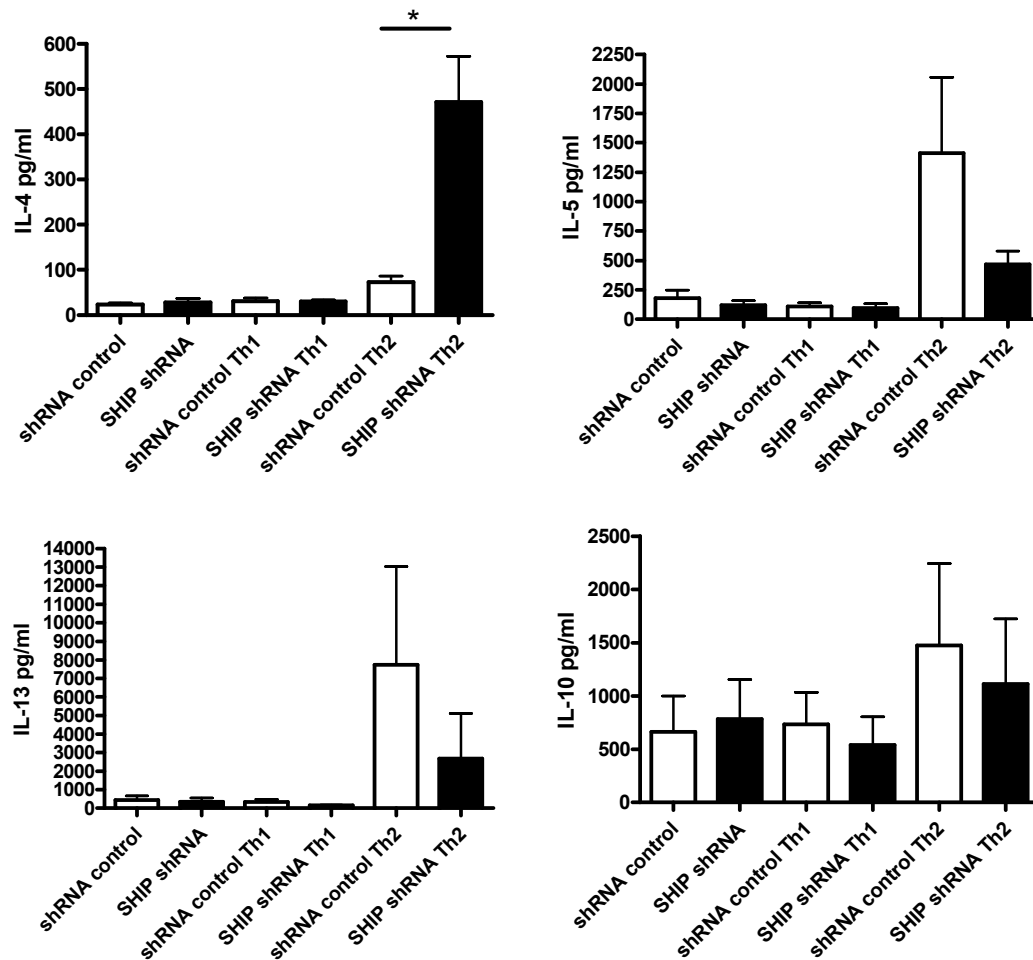 *
IL-4 pg/ml
600
500
400
300
200
100
0
shRNA control
SHIP shRNA
shRNA control Th1
SHIP shRNA Th1
shRNA control Th2
SHIP shRNA Th2
IL-5 pg/ml
2250
2000
1750
1500
1250
1000
750
500
250
0
shRNA control
SHIP shRNA
shRNA control Th1
SHIP shRNA Th1
shRNA control Th2
SHIP shRNA Th2
IL-13 pg/ml
14000
13000
12000
11000
10000
9000
8000
7000
6000
5000
4000
3000
2000
1000
0
shRNA control
SHIP shRNA
shRNA control Th1
SHIP shRNA Th1
shRNA control Th2
SHIP shRNA Th2
IL-10 pg/ml
2500
2000
1500
1000
500
0
shRNA control
SHIP shRNA
shRNA control Th1
SHIP shRNA Th1
shRNA control Th2
SHIP shRNA Th2